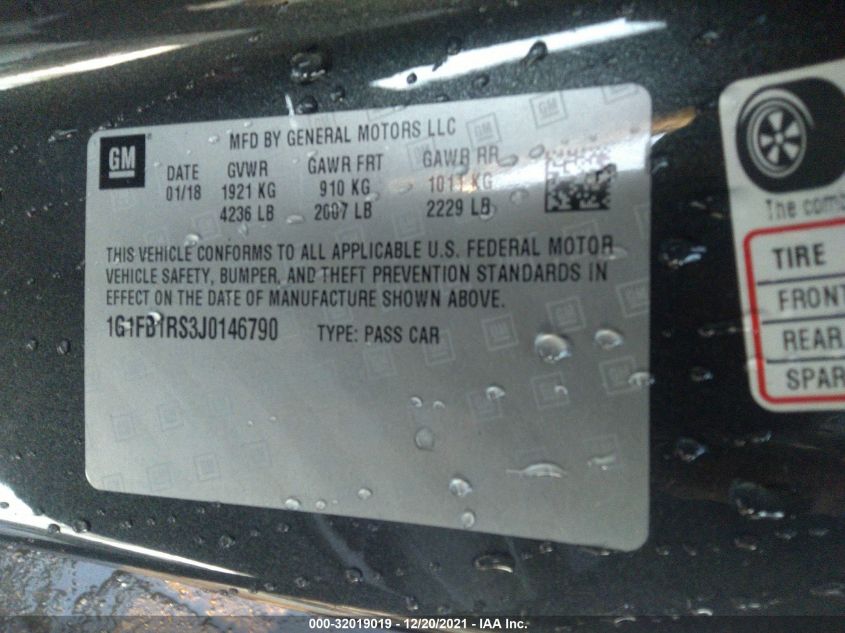 GM
MFD BY GENERAL MOTORS LLC
DATE GVWR GAWR FRT GAWR RR
01/18 1921 KG 910 KG 1011 KG
4236 LB 2007 LB 2229 LB
THIS VEHICLE CONFORMS TO ALL APPLICABLE U.S. FEDERAL MOTOR
VEHICLE SAFETY, BUMPER, AND THEFT PREVENTION STANDARDS IN
EFFECT ON THE DATE OF MANUFACTURE SHOWN ABOVE.
1G1FB1RS3J0146790 TYPE: PASS CAR
The comb
TIRE
FRONT
REAR
SPAR
000-32019019 - 12/20/2021 - IAA Inc.